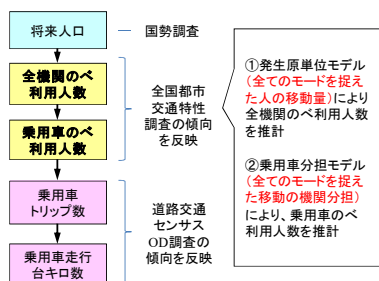 将来人口
国勢調査
全機関のべ
利用人数
乗用車のべ
利用人数
全国都市
交通特性
調査の傾向
を反映
乗用車
トリップ数
乗用車走行
台キロ数
道路交通
センサス
OD調査の
傾向を反映
①発生原単位モデル
(全てのモードを捉え
た人の移動量)により
全機関のべ利用人数
を推計
②乗用車分担モデル
(全てのモードを捉え
た移動の機関分担)
により、乗用車のべ
利用人数を推計